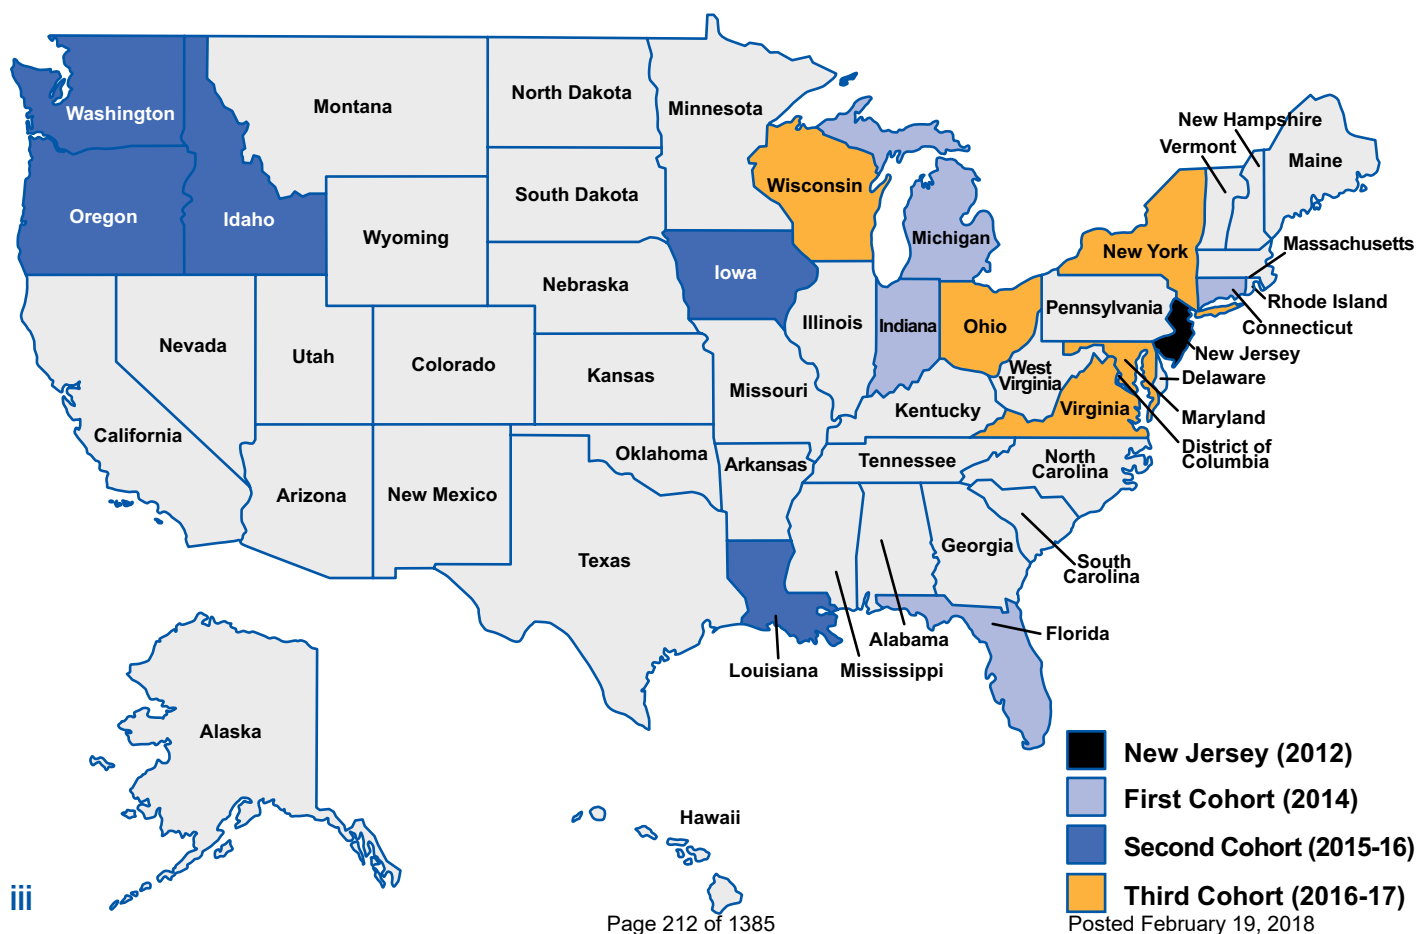 Washington
Montana
North Dakota
Minnesota
New Hampshire
Vermont
Maine
Oregon
Idaho
Wyoming
South Dakota
Wisconsin
Michigan
New York
Massachusetts
Nebraska
Iowa
Illinois
Indiana
Ohio
Pennsylvania
Rhode Island
Connecticut
New Jersey
Nevada
Utah
Colorado
Kansas
Missouri
West
Virginia
Kentucky
Virginia
Delaware
Maryland
District of
Columbia
California
Arizona
New Mexico
Oklahoma
Arkansas
Tennessee
North
Carolina
Texas
Georgia
South
Carolina
Louisiana
Mississippi
Alabama
Florida
Alaska
Hawaii
New Jersey (2012)
First Cohort (2014)
Second Cohort (2015-16)
Third Cohort (2016-17)
iii
Page 212 of 1385
Posted February 19, 2018